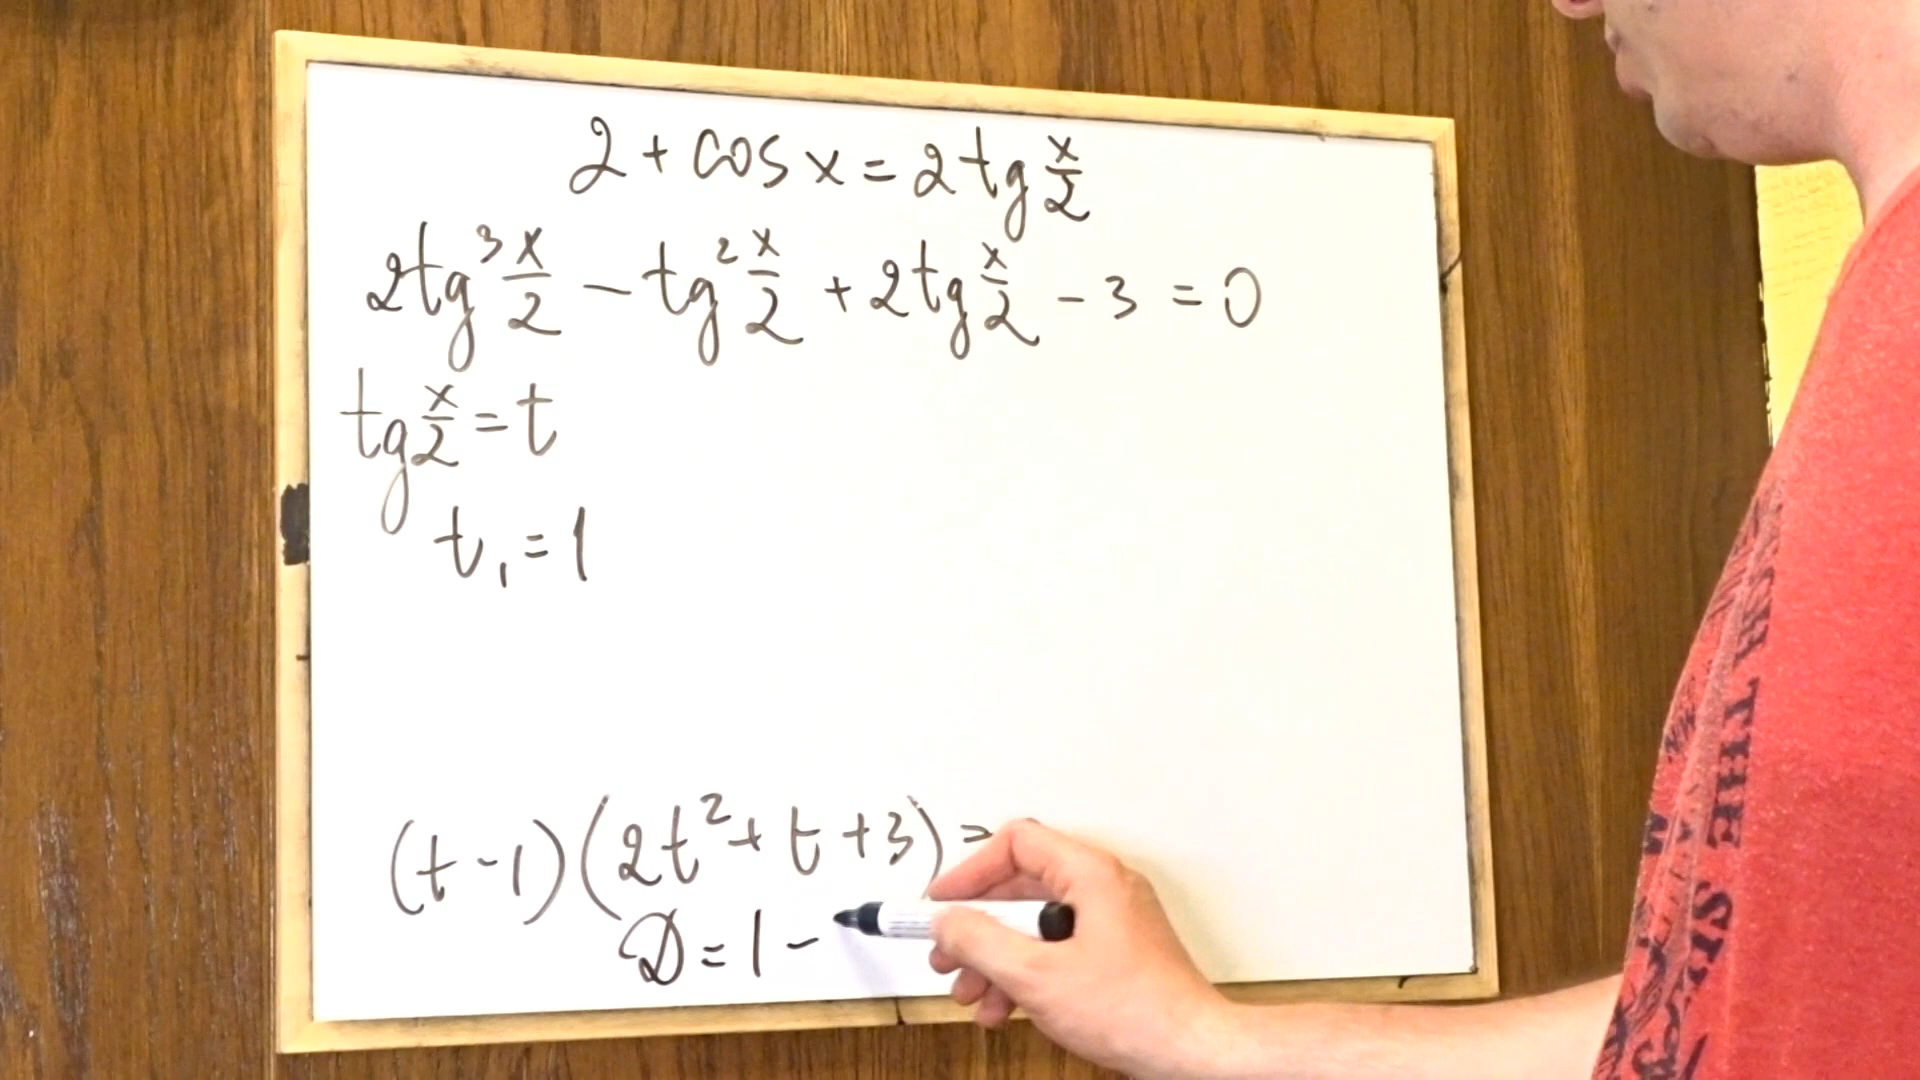 2 + cos x = 2 tg x/2
2tg³ x/2 − tg² x/2 + 2tg x/2 − 3 = 0
tg x/2 = t
t₁ = 1
(t − 1)(2t² + t + 3) =
D = 1 −
THE